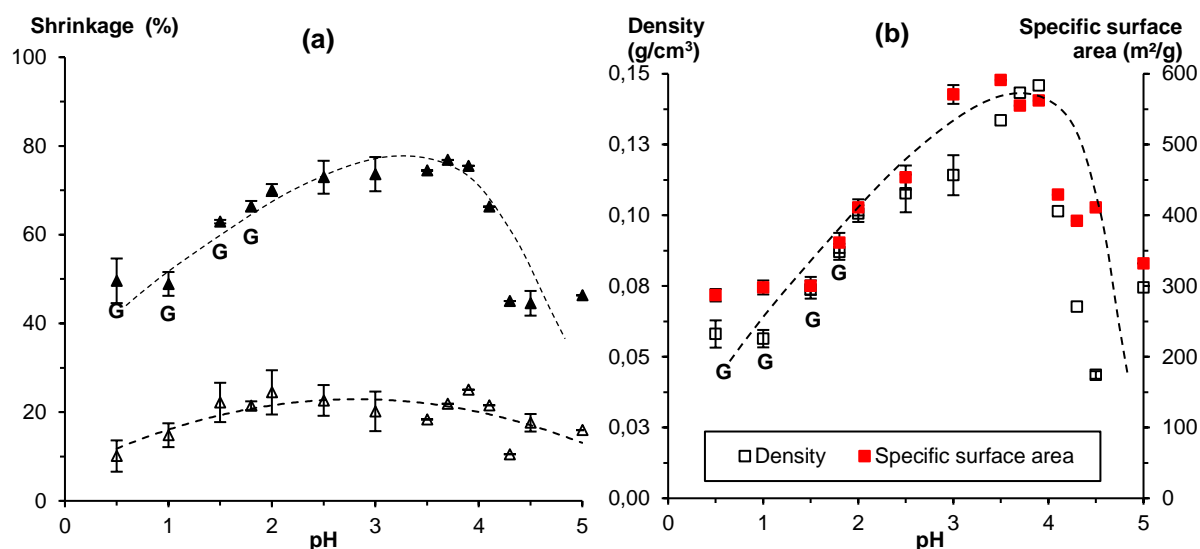 Shrinkage (%)
(a)
100
80
60
40
20
0
G
G
G
G
0
1
2
3
4
5
pH
Density
(g/cm³)
(b)
Specific surface
area (m²/g)
0,15
0,13
0,10
0,08
0,05
0,03
0,00
600
500
400
300
200
100
0
G
G
G
G
Density
Specific surface area
0
1
2
3
4
5
pH